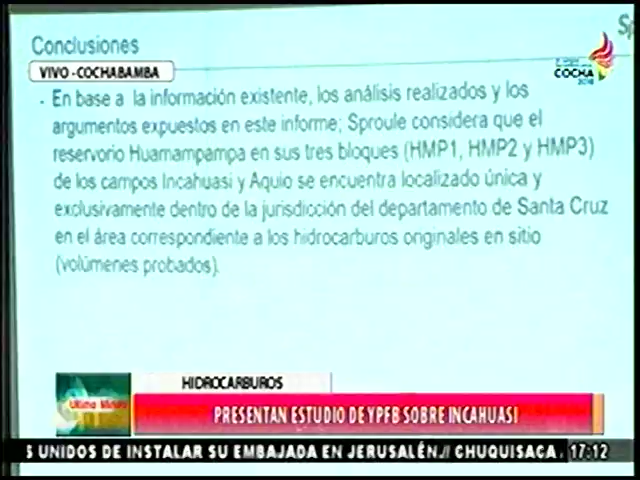 Conclusiones
VIVO - COCHABAMBA
COCHA
2018
- En base a la información existente, los análisis realizados y los
argumentos expuestos en este informe; Sproule considera que el
reservorio Huamampampa en sus tres bloques (HMP1, HMP2 y HMP3)
de los campos Incahuasi y Aquio se encuentra localizado única y
exclusivamente dentro de la jurisdicción del departamento de Santa Cruz
en el área correspondiente a los hidrocarburos originales en sitio
(volúmenes probados).
HIDROCARBUROS
PRESENTAN ESTUDIO DE YPFB SOBRE INCAHUASI
S UNIDOS DE INSTALAR SU EMBAJADA EN JERUSALÉN // CHUQUISACA
17:12